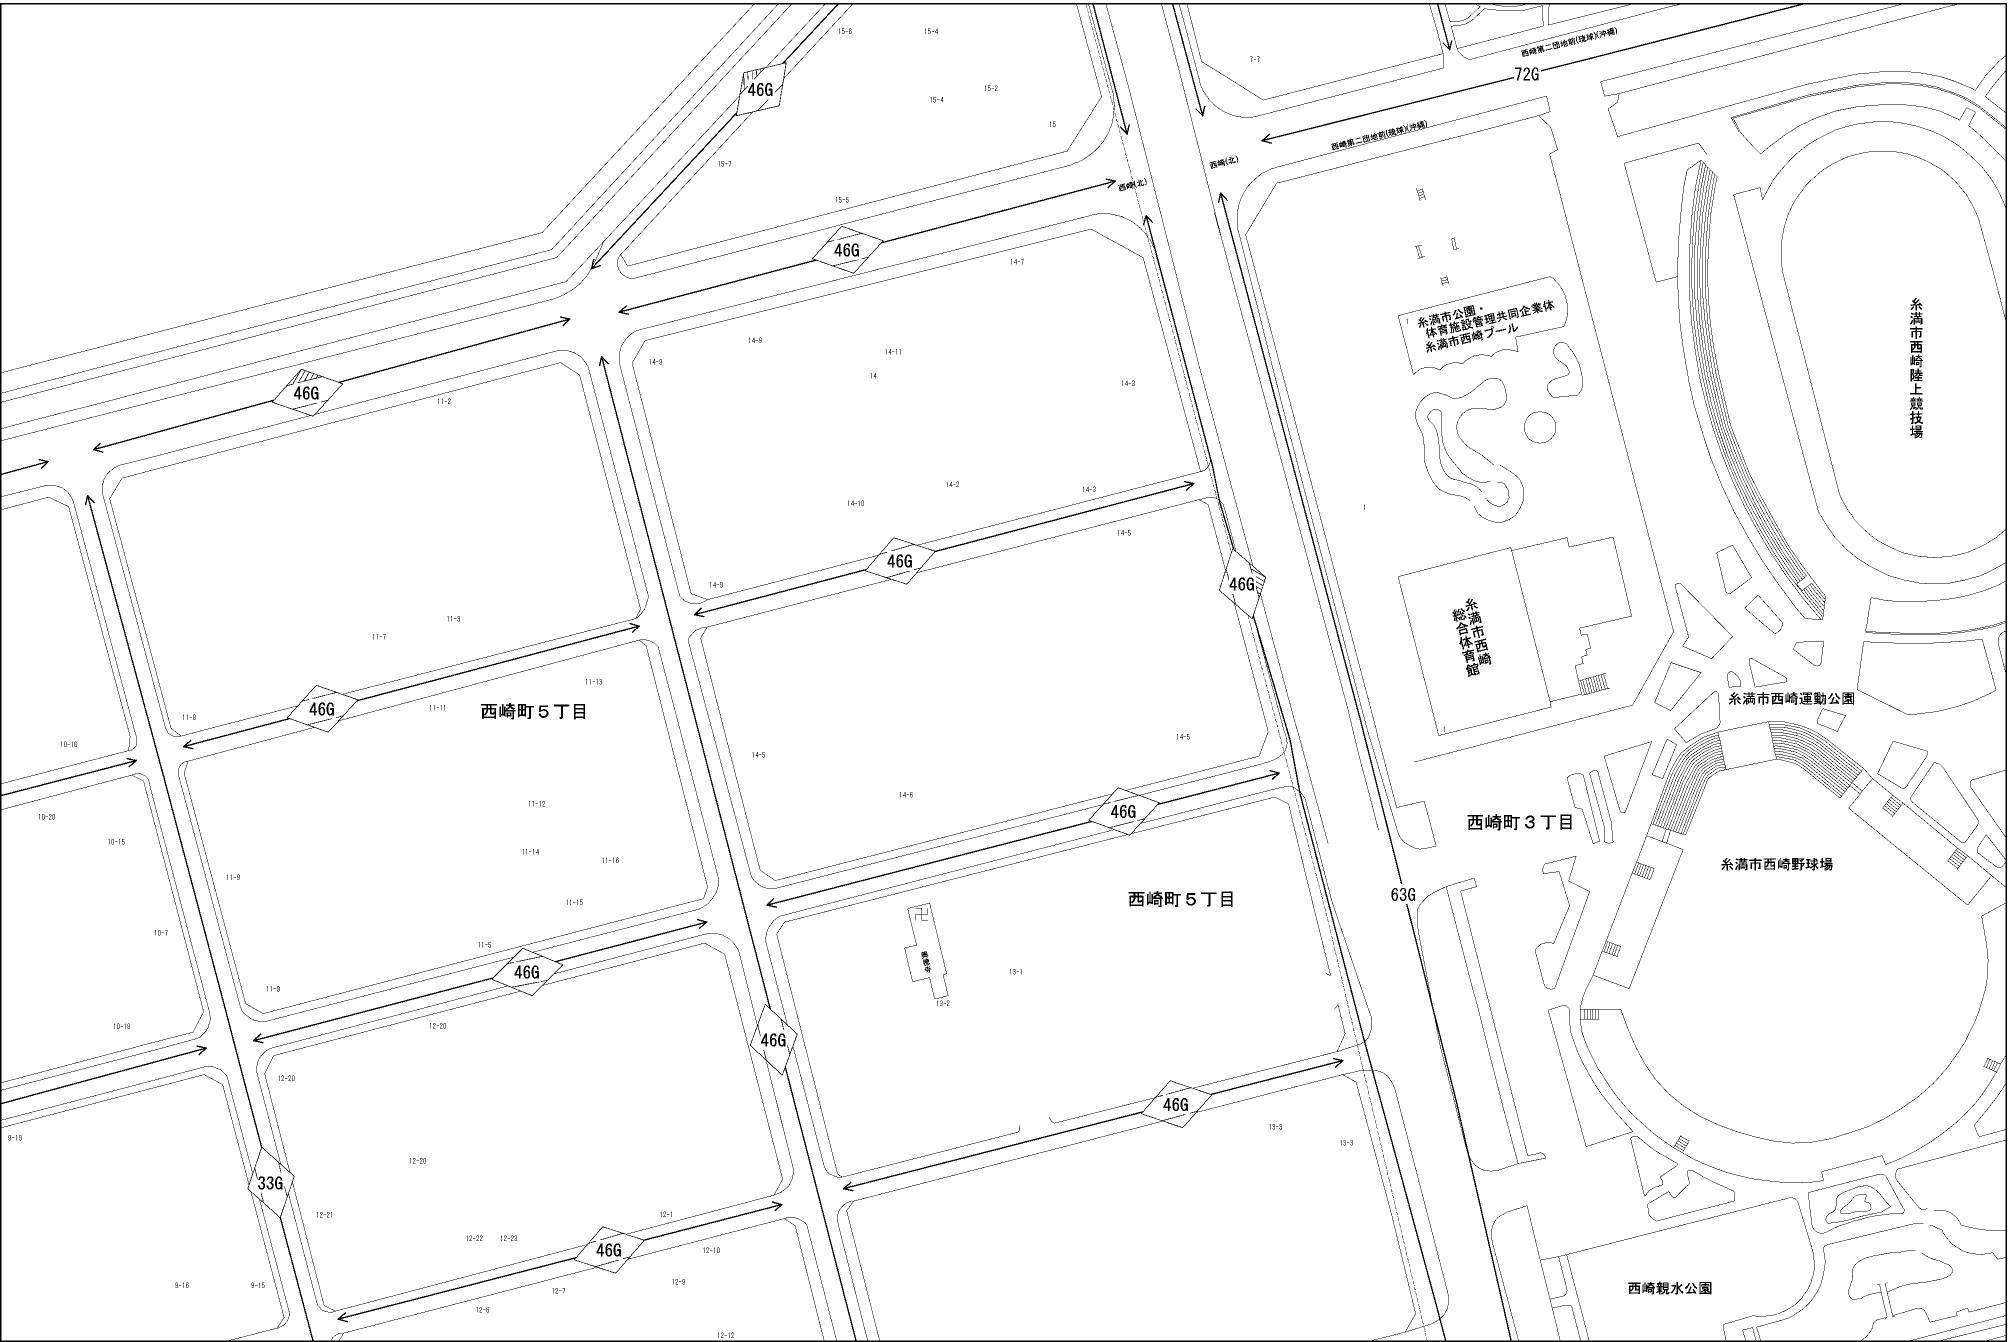 15-6
15-4
7-7
西崎第二団地前(琉球)(沖縄)
72G
46G
15-4
15-2
15
西崎第二団地前(琉球)(沖縄)
15-7
西崎(北)
西崎(北)
15-5
46G
14-7
糸満市公園・
体育施設管理共同企業体
糸満市西崎プール
糸満市西崎陸上競技場
14-9
14-9
14-11
14
14-3
46G
11-2
14-2
14-3
14-10
1
14-5
46G
46G
14-9
糸満市西崎
総合体育館
11-3
11-7
11-13
11-11
46G
西崎町5丁目
11-8
10-16
糸満市西崎運動公園
1
14-5
14-5
14-6
46G
11-12
10-20
10-15
西崎町3丁目
11-14
11-16
糸満市西崎野球場
11-9
11-15
西崎町5丁目
63G
10-7
11-5
46G
13-1
11-9
13-2
10-19
12-20
46G
12-20
46G
13-3
13-3
9-19
12-20
33G
12-21
12-1
12-22
12-23
46G
12-10
9-16
9-15
12-9
12-7
12-6
西崎親水公園
12-12